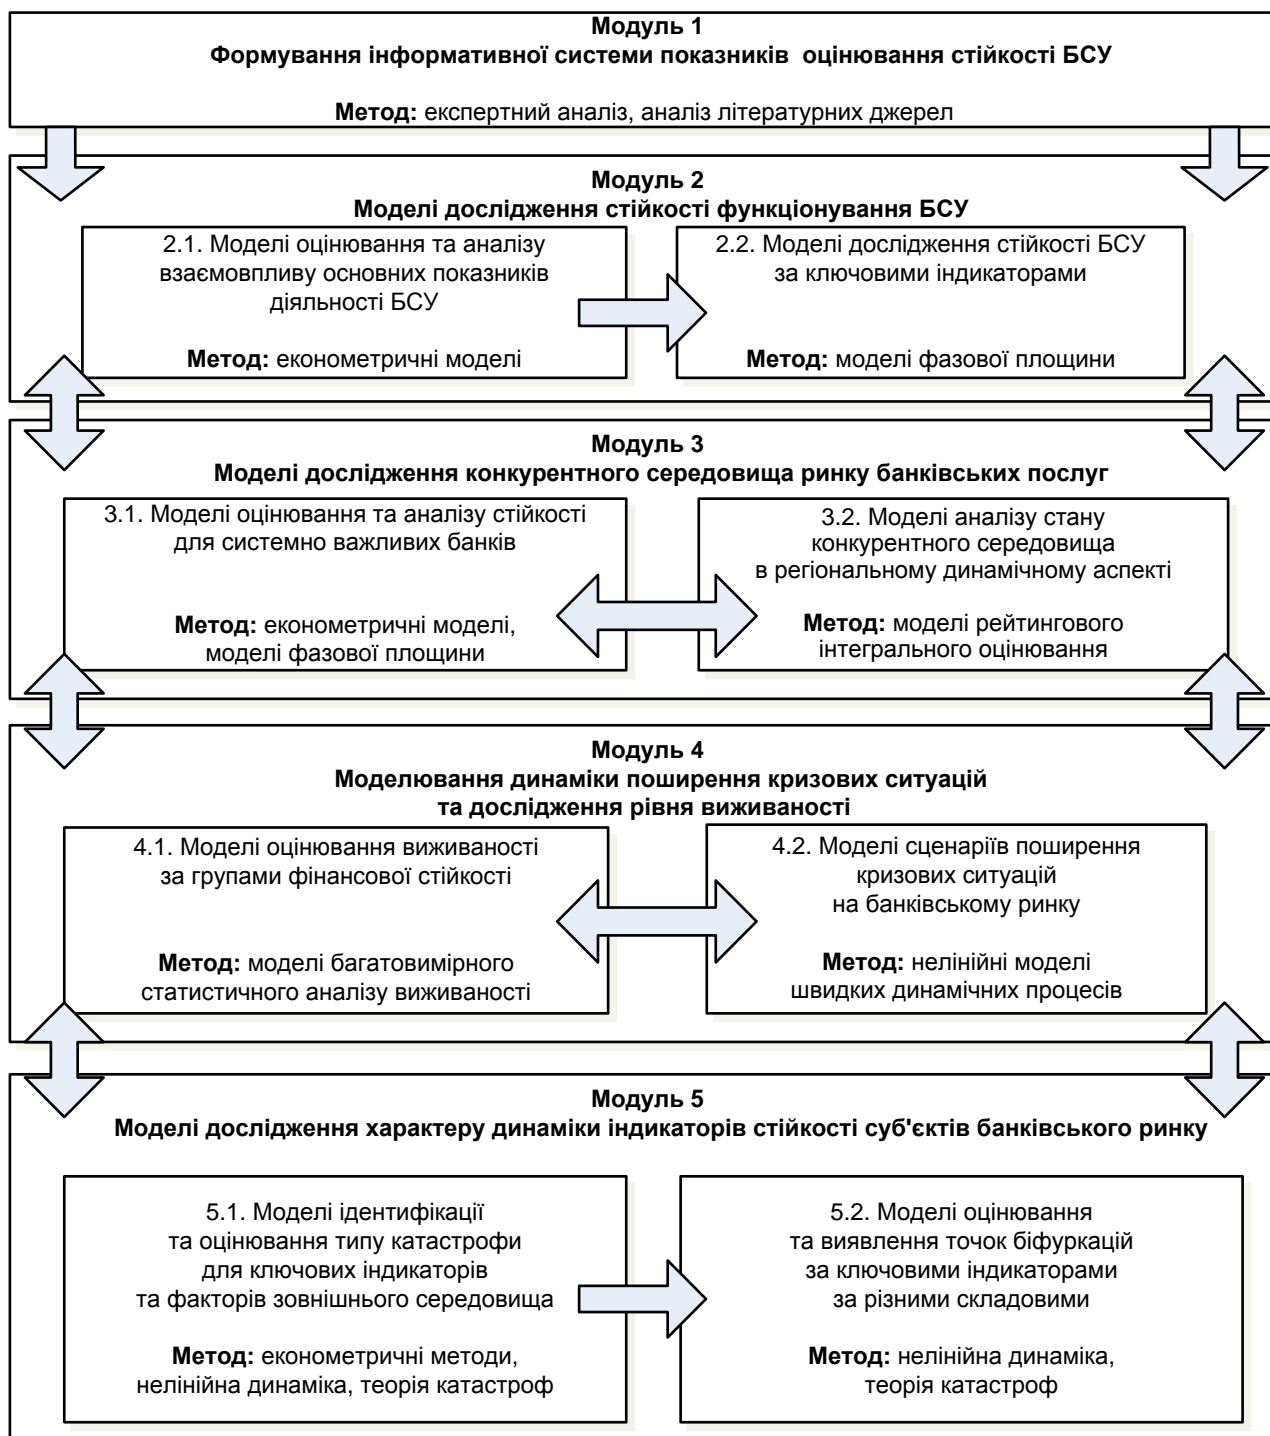 Модуль 1
Формування інформативної системи показників оцінювання стійкості БСУ
Метод: експертний аналіз, аналіз літературних джерел
Модуль 2
Моделі дослідження стійкості функціонування БСУ
2.1. Моделі оцінювання та аналізу
взаємовпливу основних показників
діяльності БСУ
Метод: економетричні моделі
2.2. Моделі дослідження стійкості БСУ
за ключовими індикаторами
Метод: моделі фазової площини
Модуль 3
Моделі дослідження конкурентного середовища ринку банківських послуг
3.1. Моделі оцінювання та аналізу стійкості
для системно важливих банків
Метод: економетричні моделі,
моделі фазової площини
3.2. Моделі аналізу стану
конкурентного середовища
в регіональному динамічному аспекті
Метод: моделі рейтингового
інтегрального оцінювання
Модуль 4
Моделювання динаміки поширення кризових ситуацій
та дослідження рівня виживаності
4.1. Моделі оцінювання виживаності
за групами фінансової стійкості
Метод: моделі багатовимірного
статистичного аналізу виживаності
4.2. Моделі сценаріїв поширення
кризових ситуацій
на банківському ринку
Метод: нелінійні моделі
швидких динамічних процесів
Модуль 5
Моделі дослідження характеру динаміки індикаторів стійкості суб'єктів банківського ринку
5.1. Моделі ідентифікації
та оцінювання типу катастрофи
для ключових індикаторів
та факторів зовнішнього середовища
Метод: економетричні методи,
нелінійна динаміка, теорія катастроф
5.2. Моделі оцінювання
та виявлення точок біфуркацій
за ключовими індикаторами
за різними складовими
Метод: нелінійна динаміка,
теорія катастроф